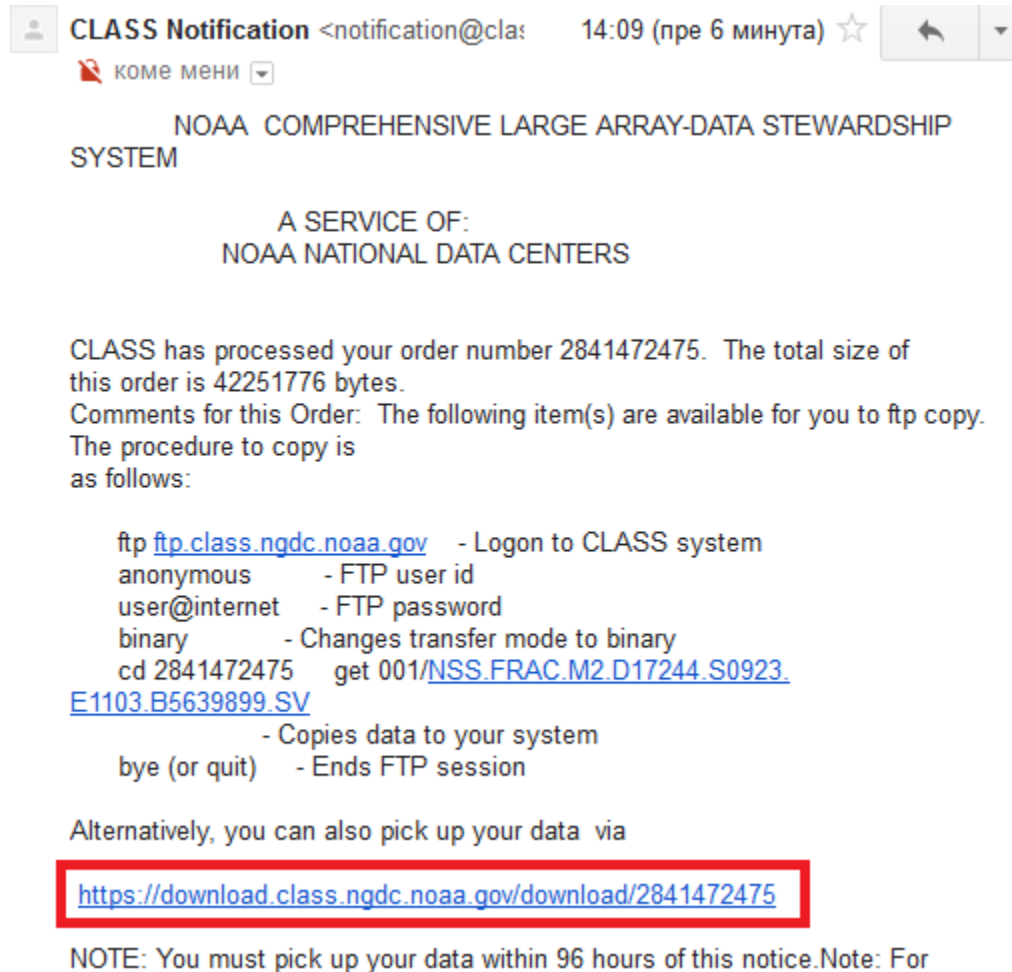 CLASS Notification <notification@clas 14:09 (пре 6 минута)
коме мени
NOAA COMPREHENSIVE LARGE ARRAY-DATA STEWARDSHIP
SYSTEM
A SERVICE OF:
NOAA NATIONAL DATA CENTERS
CLASS has processed your order number 2841472475. The total size of
this order is 42251776 bytes.
Comments for this Order: The following item(s) are available for you to ftp copy.
The procedure to copy is
as follows:
ftp ftp.class.ngdc.noaa.gov - Logon to CLASS system
anonymous - FTP user id
user@internet - FTP password
binary - Changes transfer mode to binary
cd 2841472475 get 001/NSS.FRAC.M2.D17244.S0923.
E1103.B5639899.SV
- Copies data to your system
bye (or quit) - Ends FTP session
Alternatively, you can also pick up your data via
https://download.class.ngdc.noaa.gov/download/2841472475
NOTE: You must pick up your data within 96 hours of this notice.Note: For